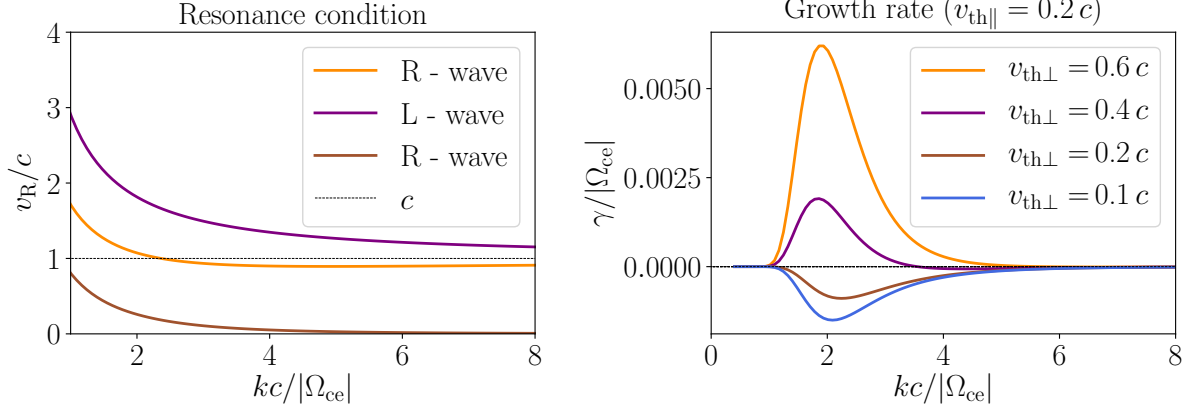 Resonance condition
4
3
2
1
0
v_R/c
R - wave
L - wave
R - wave
c
2
4
6
8
kc/|Ω_ce|
Growth rate (v_th∥ = 0.2 c)
0.0050
0.0025
0.0000
γ/|Ω_ce|
v_th⊥ = 0.6 c
v_th⊥ = 0.4 c
v_th⊥ = 0.2 c
v_th⊥ = 0.1 c
0
2
4
6
8
kc/|Ω_ce|